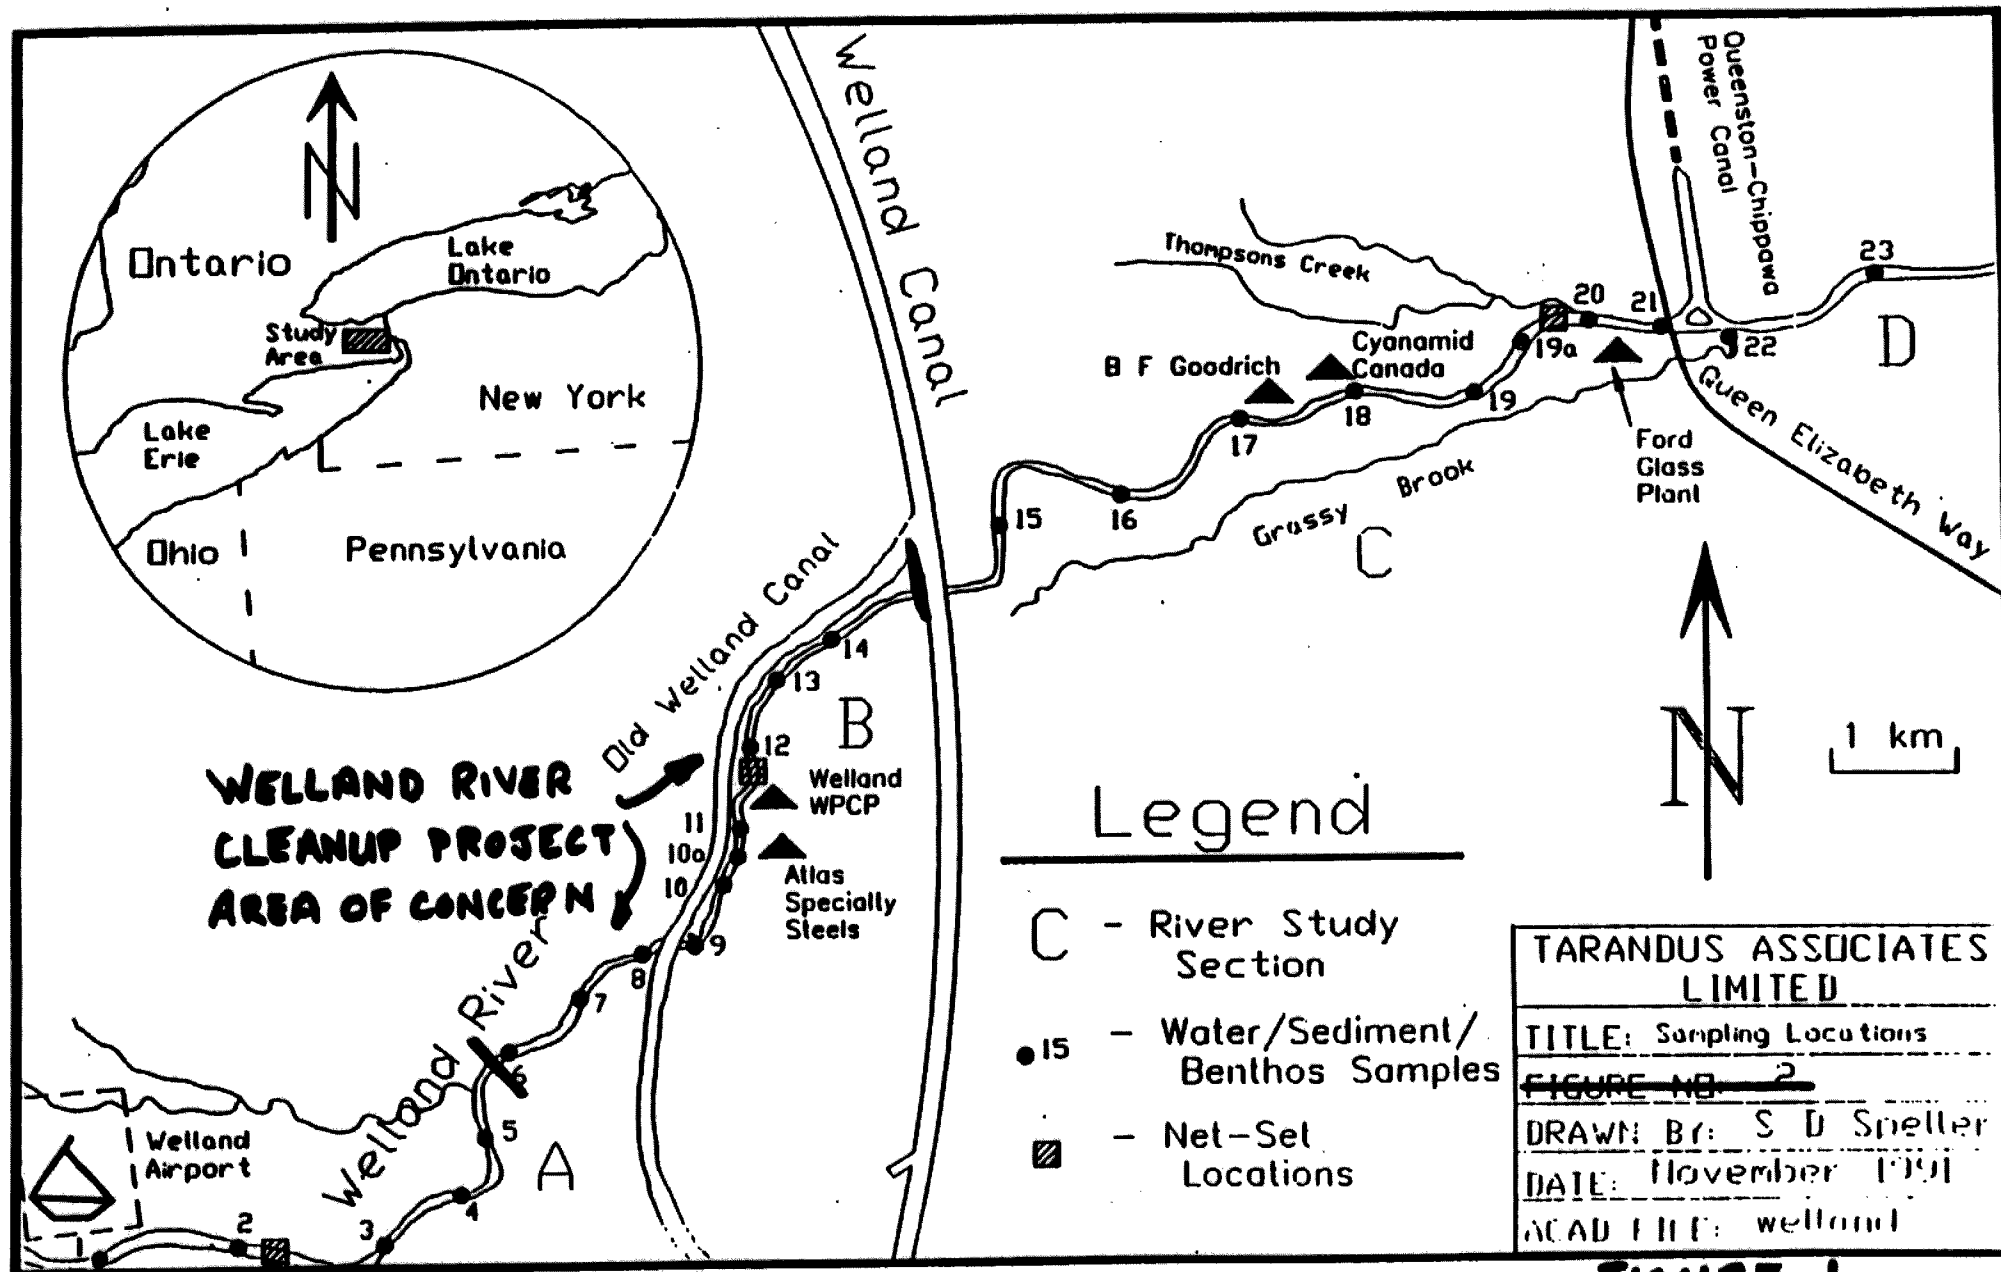 N
Ontario
Lake
Ontario
Study
Area
New York
Lake
Erie
Ohio
Pennsylvania
Welland Canal
Old Welland Canal
Queenston-Chippawa
Power Canal
Thompsons Creek
B F Goodrich
Cyanamid
Canada
15
16
17
18
19
19a
20
21
22
23
D
Ford
Glass
Plant
Queen Elizabeth Way
Grassy Brook
C
14
13
B
12
Welland
WPCP
11
10a
10
Atlas
Specially
Steels
9
8
7
6
5
4
3
2
A
WELLAND RIVER
CLEANUP PROJECT
AREA OF CONCERN
Welland River
Welland
Airport
N
1 km
Legend
C - River Study
Section
15 - Water/Sediment/
Benthos Samples
- Net-Set
Locations
TARANDUS ASSOCIATES
LIMITED
TITLE: Sampling Locations
FIGURE NO. 2
DRAWN BY: S D Speller
DATE: November 1991
ACAD FILE: welland